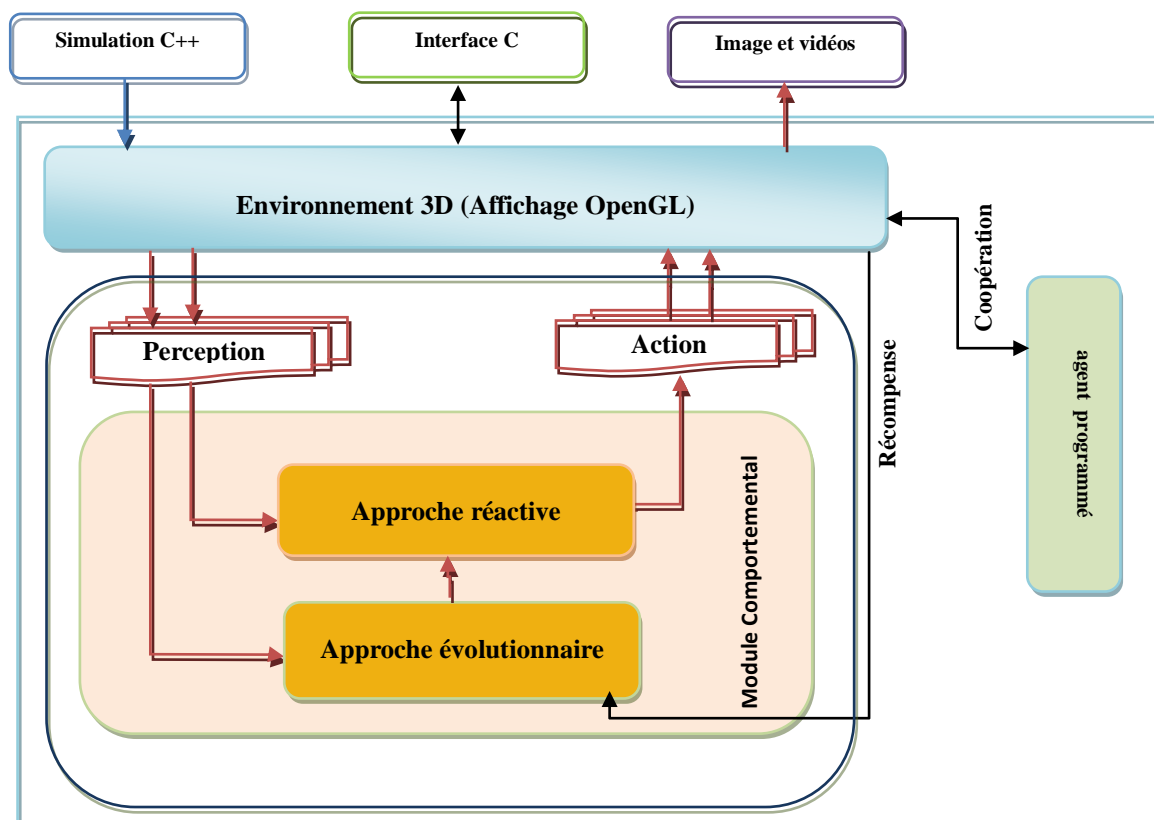 Simulation C++
Interface C
Image et vidéos
Environnement 3D (Affichage OpenGL)
Coopération
Perception
Action
Récompense
agent programmé
Approche réactive
Module Comportemental
Approche évolutionnaire